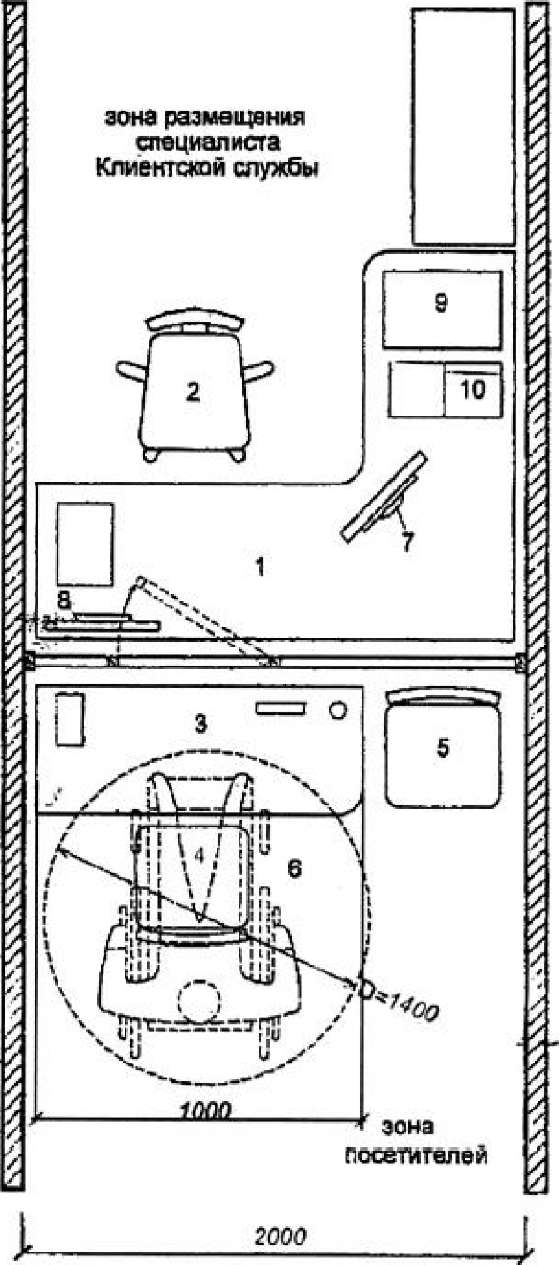 зона размещения
специалиста
Клиентской службы
9
2
10
7
1
8
3
5
4
6
D=1400
1000
зона
посетителей
2000